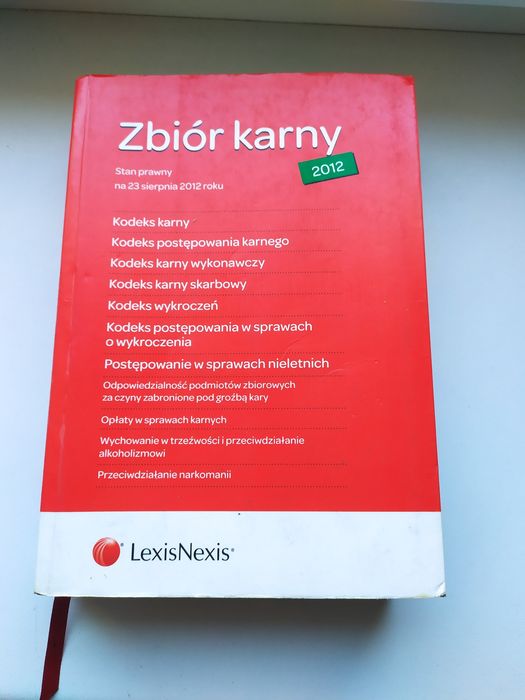 Zbiór karny
2012
Stan prawny
na 23 sierpnia 2012 roku
Kodeks karny
Kodeks postępowania karnego
Kodeks karny wykonawczy
Kodeks karny skarbowy
Kodeks wykroczeń
Kodeks postępowania w sprawach
o wykroczenia
Postępowanie w sprawach nieletnich
Odpowiedzialność podmiotów zbiorowych
za czyny zabronione pod groźbą kary
Opłaty w sprawach karnych
Wychowanie w trzeźwości i przeciwdziałanie
alkoholizmowi
Przeciwdziałanie narkomanii
LexisNexis®